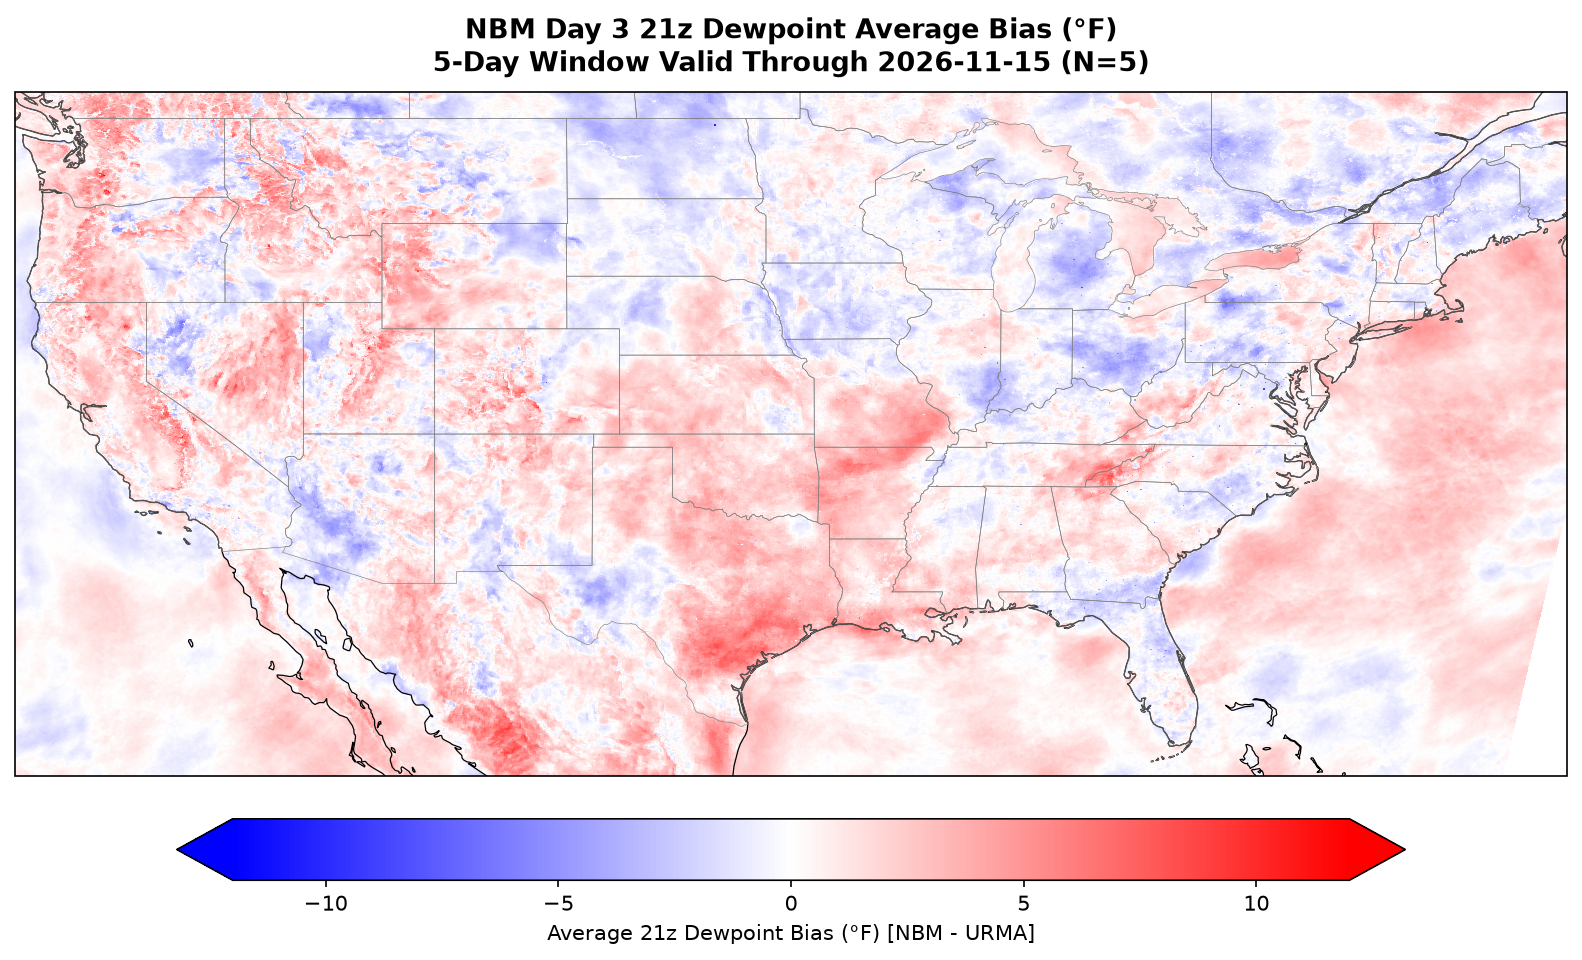 NBM Day 3 21z Dewpoint Average Bias (°F)
5-Day Window Valid Through 2026-11-15 (N=5)
−10 −5 0 5 10
Average 21z Dewpoint Bias (°F) [NBM - URMA]